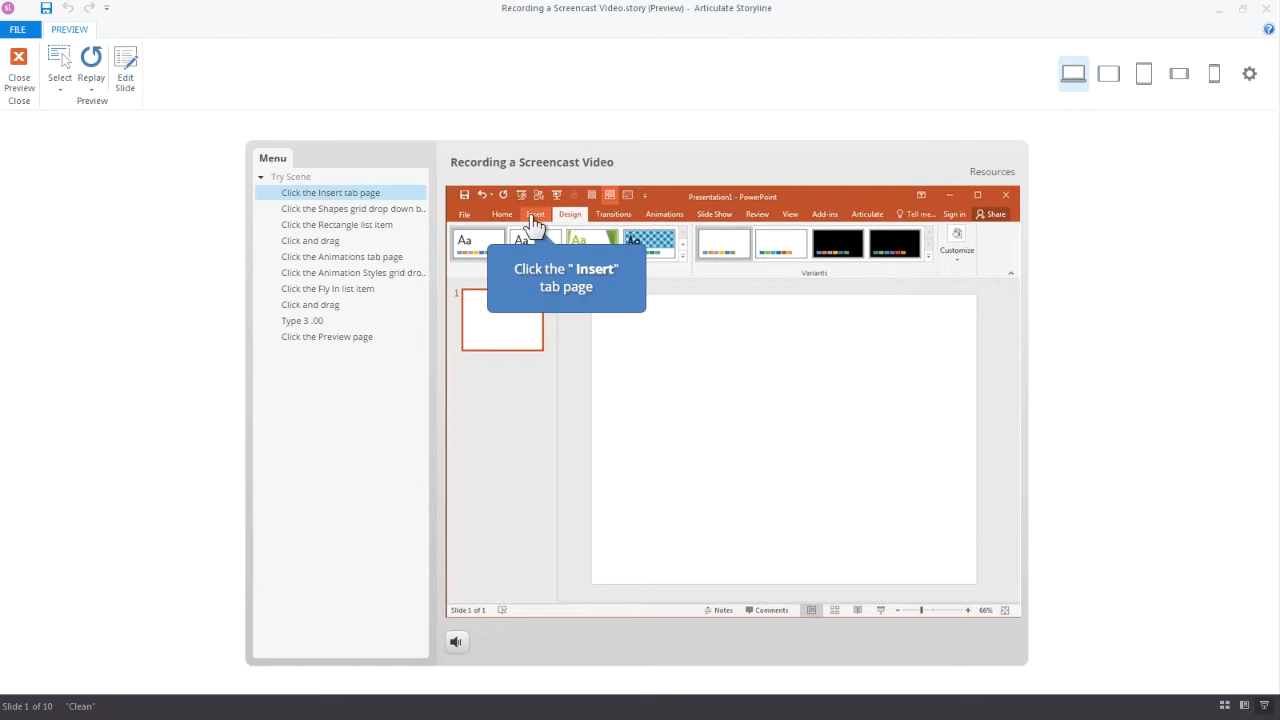 Recording a Screencast Video.story (Preview) - Articulate Storyline
FILE
PREVIEW
Close Preview
Select
Replay
Edit Slide
Close
Preview
Menu
Try Scene
Click the Insert tab page
Click the Shapes grid drop down b..
Click the Rectangle list item
Click and drag
Click the Animations tab page
Click the Animation Styles grid dro..
Click the Fly In list item
Click and drag
Type 3 .00
Click the Preview page
Recording a Screencast Video
Resources
Presentation1 - PowerPoint
File
Home
Insert
Design
Transitions
Animations
Slide Show
Review
View
Add-ins
Articulate
Tell me...
Sign in
Share
Aa
Aa
Aa
Aa
Customize
Variants
Click the " Insert"
tab page
1
Slide 1 of 1
Notes
Comments
66%
Slide 1 of 10
"Clean"